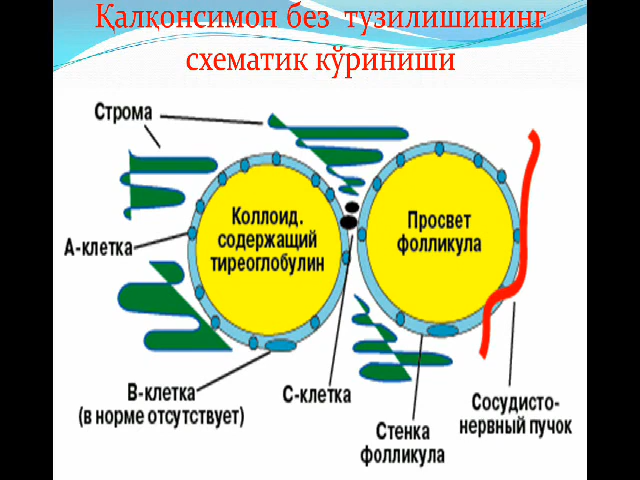 Қалқонсимон без тузилишининг
схематик кўриниши
Строма
Коллоид.
содержащий
тиреоглобулин
Просвет
фолликула
А-клетка
В-клетка
(в норме отсутствует)
С-клетка
Стенка
фолликула
Сосудисто-
нервный пучок